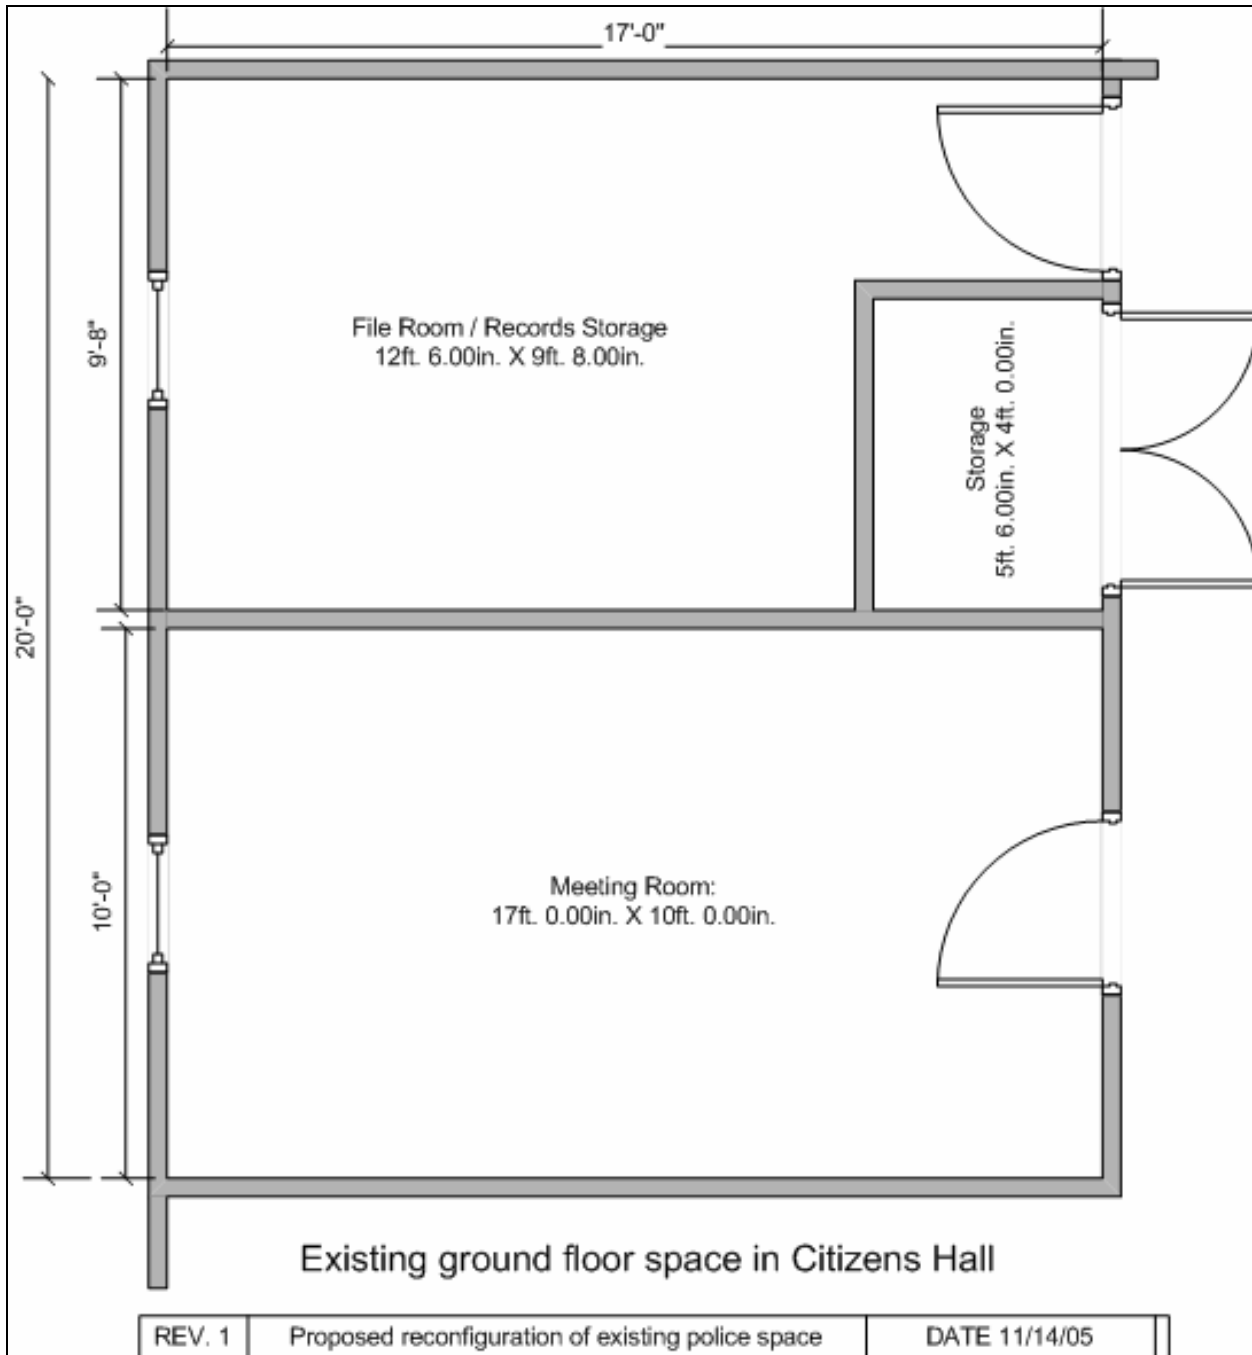 17'-0"
9'-8"
File Room / Records Storage
12ft. 6.00in. X 9ft. 8.00in.
Storage
5ft. 6.00in. X 4ft. 0.00in.
20'-0"
10'-0"
Meeting Room:
17ft. 0.00in. X 10ft. 0.00in.
Existing ground floor space in Citizens Hall
REV. 1 Proposed reconfiguration of existing police space DATE 11/14/05